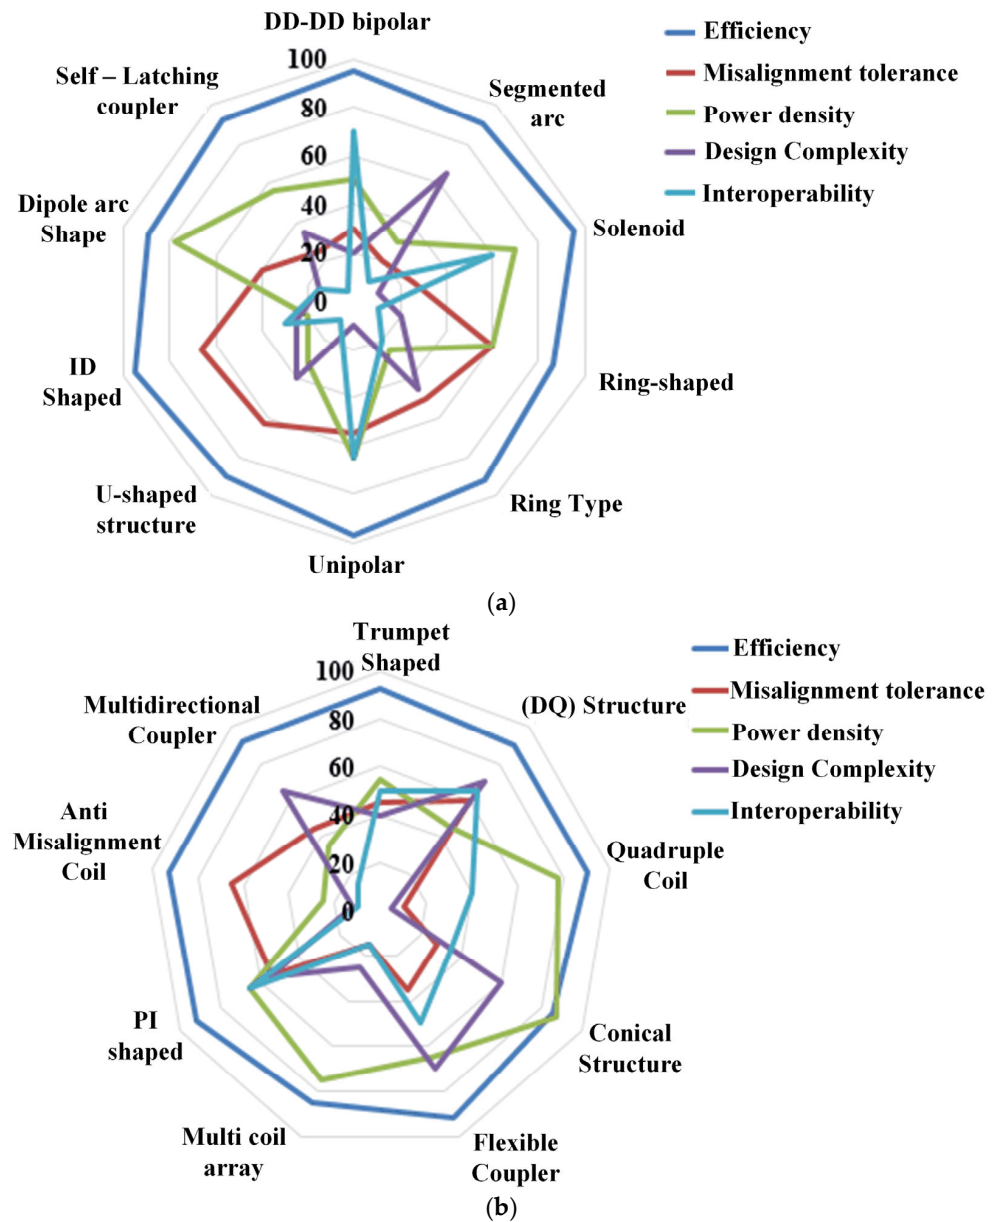 DD-DD bipolar
Efficiency
Misalignment tolerance
Power density
Design Complexity
Interoperability
Segmented
arc
Solenoid
Ring-shaped
Ring Type
Unipolar
U-shaped
structure
ID
Shaped
Dipole arc
Shape
Self – Latching
coupler
100
80
60
40
20
0
(a)
Trumpet
Shaped
Efficiency
Misalignment tolerance
Power density
Design Complexity
Interoperability
(DQ) Structure
Quadruple
Coil
Conical
Structure
Flexible
Coupler
Multi coil
array
PI
shaped
Anti
Misalignment
Coil
Multidirectional
Coupler
100
80
60
40
20
0
(b)